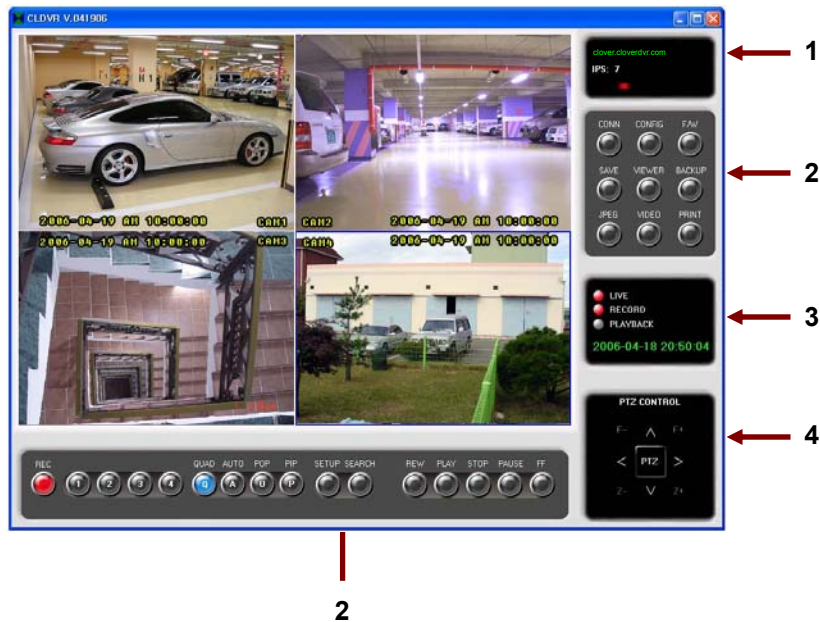 CLDVR V.041906
clover.cloverdvr.com
IPS: 7
1
CONN CONFIG FAV
SAVE VIEWER BACKUP
JPEG VIDEO PRINT
2
2006-04-19 AM 10:00:00 CAM1
CAM2 2006-04-19 AM 10:00:00
2006-04-19 AM 10:00:00 CAM3
CAM4 2006-04-19 AM 10:00:00
LIVE
RECORD
PLAYBACK
2006-04-18 20:50:04
3
PTZ CONTROL
F- ∧ F+
< PTZ >
Z- ∨ Z+
4
REC QUAD AUTO POP PIP SETUP SEARCH REW PLAY STOP PAUSE FF
1 2 3 4 Q A U P
2